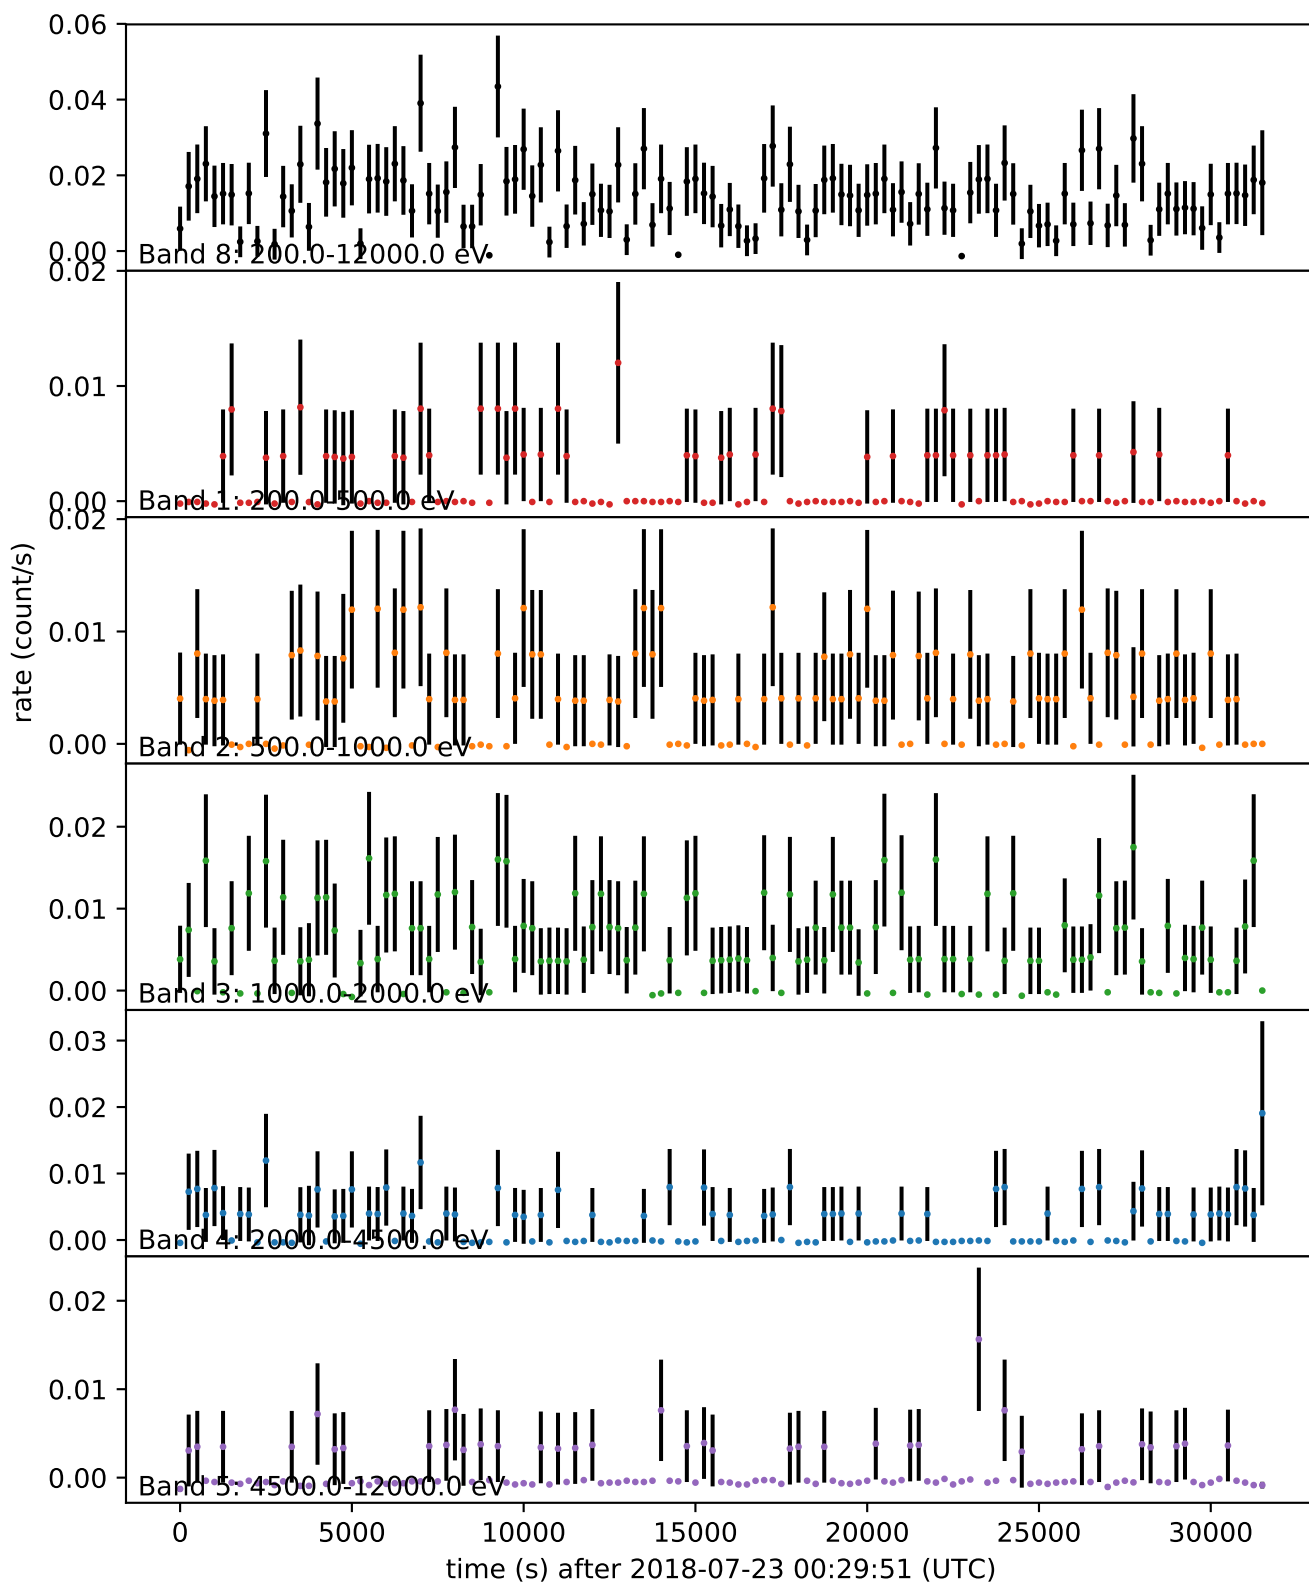 0.06
0.04
0.02
0.00
Band 8: 200.0-12000.0 eV
0.02
0.01
0.00
Band 1: 200.0-500.0 eV
0.02
0.01
0.00
Band 2: 500.0-1000.0 eV
rate (count/s)
0.02
0.01
0.00
Band 3: 1000.0-2000.0 eV
0.03
0.02
0.01
0.00
Band 4: 2000.0-4500.0 eV
0.02
0.01
0.00
Band 5: 4500.0-12000.0 eV
0 5000 10000 15000 20000 25000 30000
time (s) after 2018-07-23 00:29:51 (UTC)